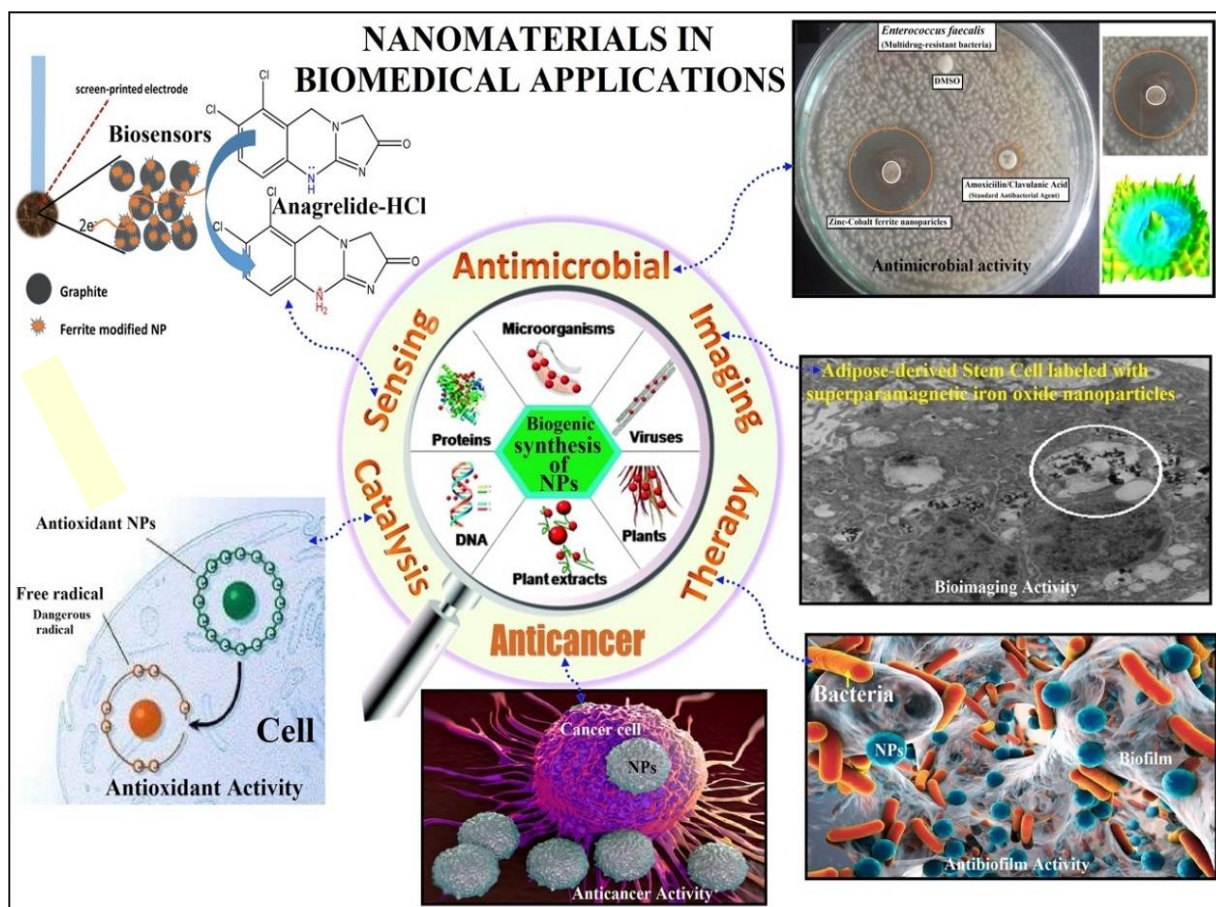 NANOMATERIALS IN
BIOMEDICAL APPLICATIONS
screen-printed electrode
Biosensors
2e
Graphite
Ferrite modified NP
Cl
Cl
N
N
N
H
O
Anagrelide-HCl
Cl
Cl
N
N
N
H₂
O
Enterococcus faecalis
(Multidrug-resistant bacteria)
DMSO
Amoxiciilin/Clavulanic Acid
(Standard Antibacterial Agent)
Zinc-Cobalt ferrite nanoparicles
Antimicrobial activity
Antimicrobial
Sensing
Imaging
Catalysis
Therapy
Anticancer
Microorganisms
Proteins
Viruses
Biogenic
synthesis
of
NPs
DNA
Plants
Plant extracts
Adipose-derived Stem Cell labeled with
superparamagnetic iron oxide nanoparticles
Bioimaging Activity
Antioxidant NPs
Free radical
Dangerous
radical
Cell
Antioxidant Activity
Cancer cell
NPs
Anticancer Activity
Bacteria
NPs
Biofilm
Antibiofilm Activity